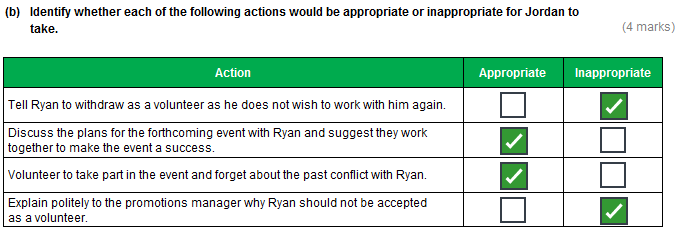 (b) Identify whether each of the following actions would be appropriate or inappropriate for Jordan to
take.
(4 marks)
Action Appropriate Inappropriate
Tell Ryan to withdraw as a volunteer as he does not wish to work with him again.
Discuss the plans for the forthcoming event with Ryan and suggest they work
together to make the event a success.
Volunteer to take part in the event and forget about the past conflict with Ryan.
Explain politely to the promotions manager why Ryan should not be accepted
as a volunteer.